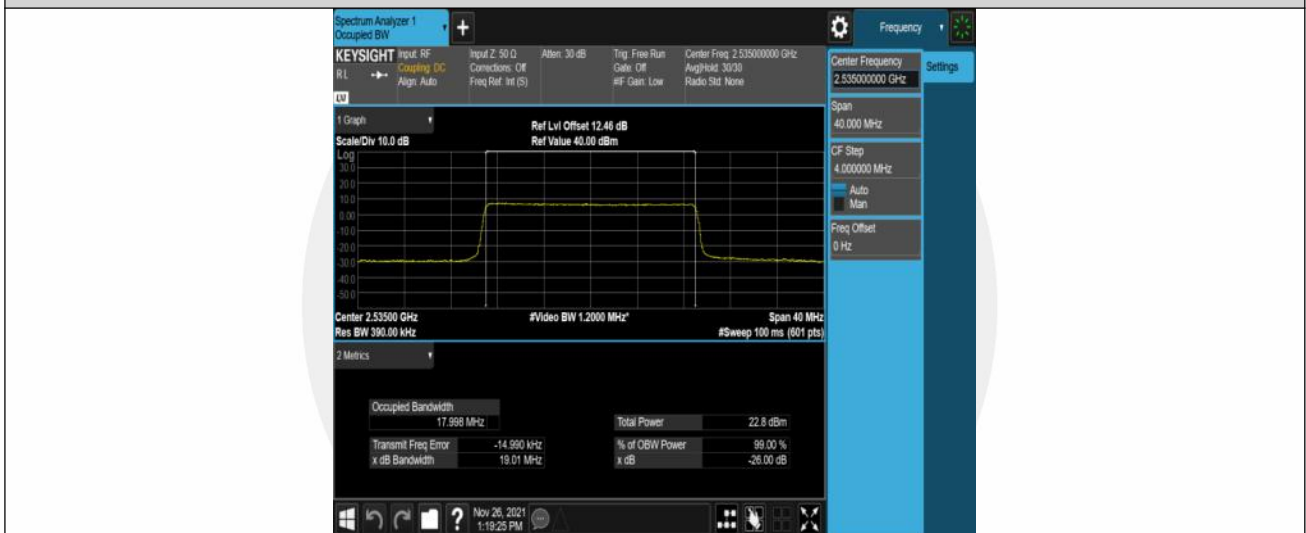 Spectrum Analyzer 1
Occupied BW
+
Frequency
KEYSIGHT
R L
LW
Input: RF
Coupling: DC
Align: Auto
Input Z: 50 Ω
Corrections: Off
Freq Ref: Int (S)
Atten: 30 dB
Trig: Free Run
Gate: Off
#IF Gain: Low
Center Freq: 2.535000000 GHz
Avg|Hold: 30/30
Radio Std: None
1 Graph
Scale/Div 10.0 dB
Ref Lvl Offset 12.46 dB
Ref Value 40.00 dBm
Log
30.0
20.0
10.0
0.00
-10.0
-20.0
-30.0
-40.0
-50.0
Center 2.53500 GHz
Res BW 390.00 kHz
#Video BW 1.2000 MHz*
Span 40 MHz
#Sweep 100 ms (601 pts)
2 Metrics
Occupied Bandwidth
17.998 MHz
Transmit Freq Error -14.990 kHz
x dB Bandwidth 19.01 MHz
Total Power 22.8 dBm
% of OBW Power 99.00 %
x dB -26.00 dB
?
Nov 26, 2021
1:19:25 PM
Center Frequency
2.535000000 GHz
Settings
Span
40.000 MHz
CF Step
4.000000 MHz
Auto
Man
Freq Offset
0 Hz